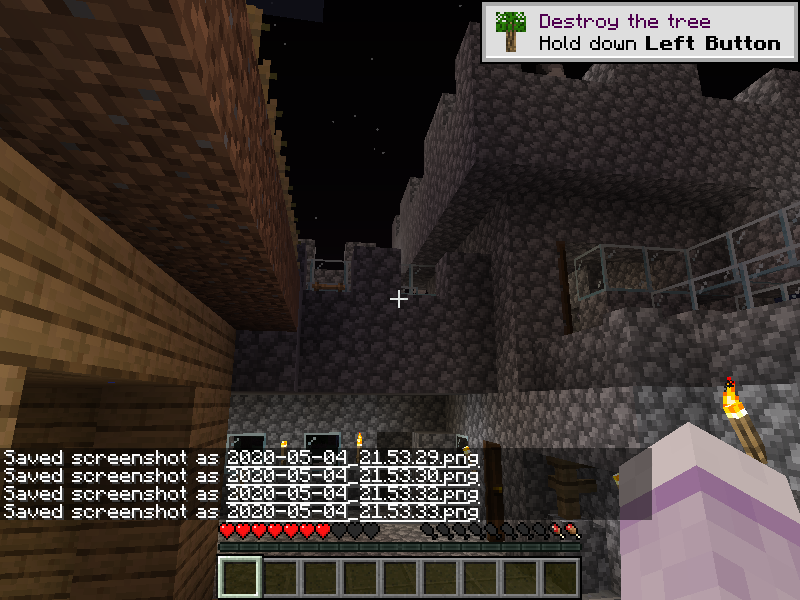 Destroy the tree
Hold down Left Button
Saved screenshot as 2020-05-04_21.53.29.png
Saved screenshot as 2020-05-04_21.53.30.png
Saved screenshot as 2020-05-04_21.53.32.png
Saved screenshot as 2020-05-04_21.53.33.png